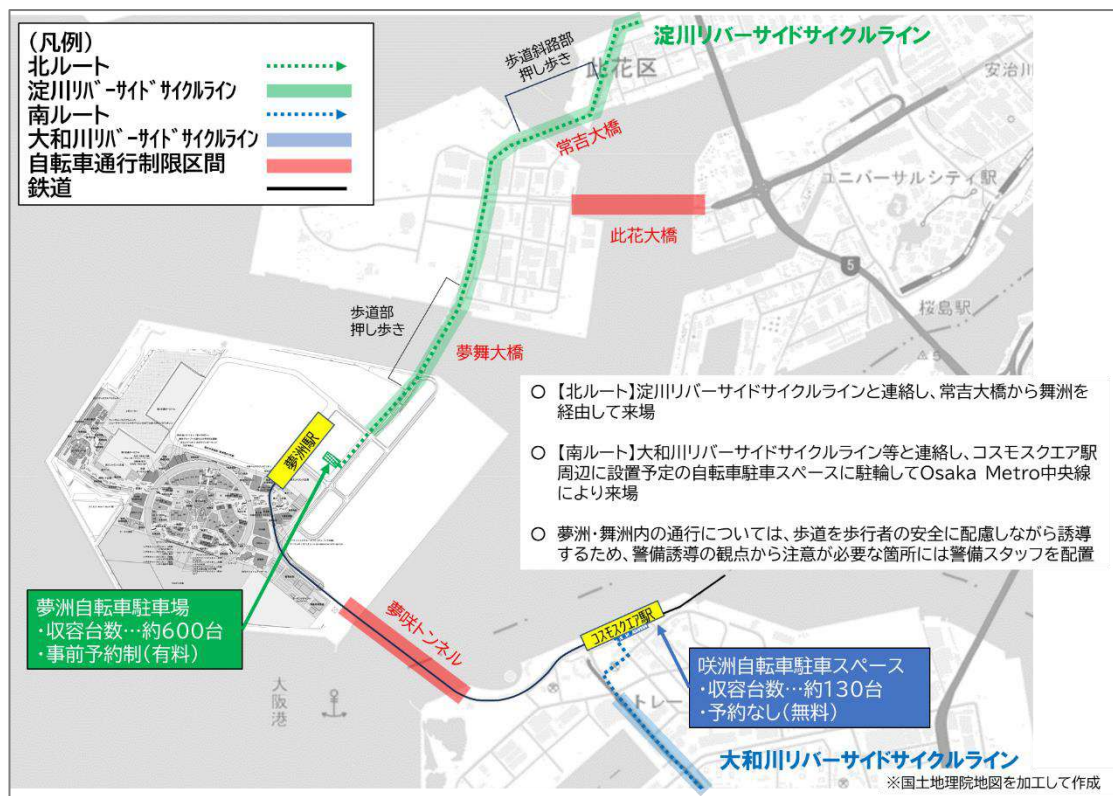 (凡例)
北ルート
淀川リバーサイドサイクルライン
南ルート
大和川リバーサイドサイクルライン
自転車通行制限区間
鉄道
淀川リバーサイドサイクルライン
歩道斜路部
押し歩き
此花区
安治川
常吉大橋
ユニバーサルシティ駅
此花大橋
5
桜島駅
歩道部
押し歩き
夢舞大橋
○ 【北ルート】淀川リバーサイドサイクルラインと連絡し、常吉大橋から舞洲を
経由して来場
○ 【南ルート】大和川リバーサイドサイクルライン等と連絡し、コスモスクエア駅
周辺に設置予定の自転車駐車スペースに駐輪してOsaka Metro中央線
により来場
○ 夢洲・舞洲内の通行については、歩道を歩行者の安全に配慮しながら誘導
するため、警備誘導の観点から注意が必要な箇所には警備スタッフを配置
夢洲駅
夢洲自転車駐車場
・収容台数…約600台
・事前予約制(有料)
夢咲トンネル
コスモスクエア駅
咲洲自転車駐車スペース
・収容台数…約130台
・予約なし(無料)
大阪港
トレー
大和川リバーサイドサイクルライン
※国土地理院地図を加工して作成